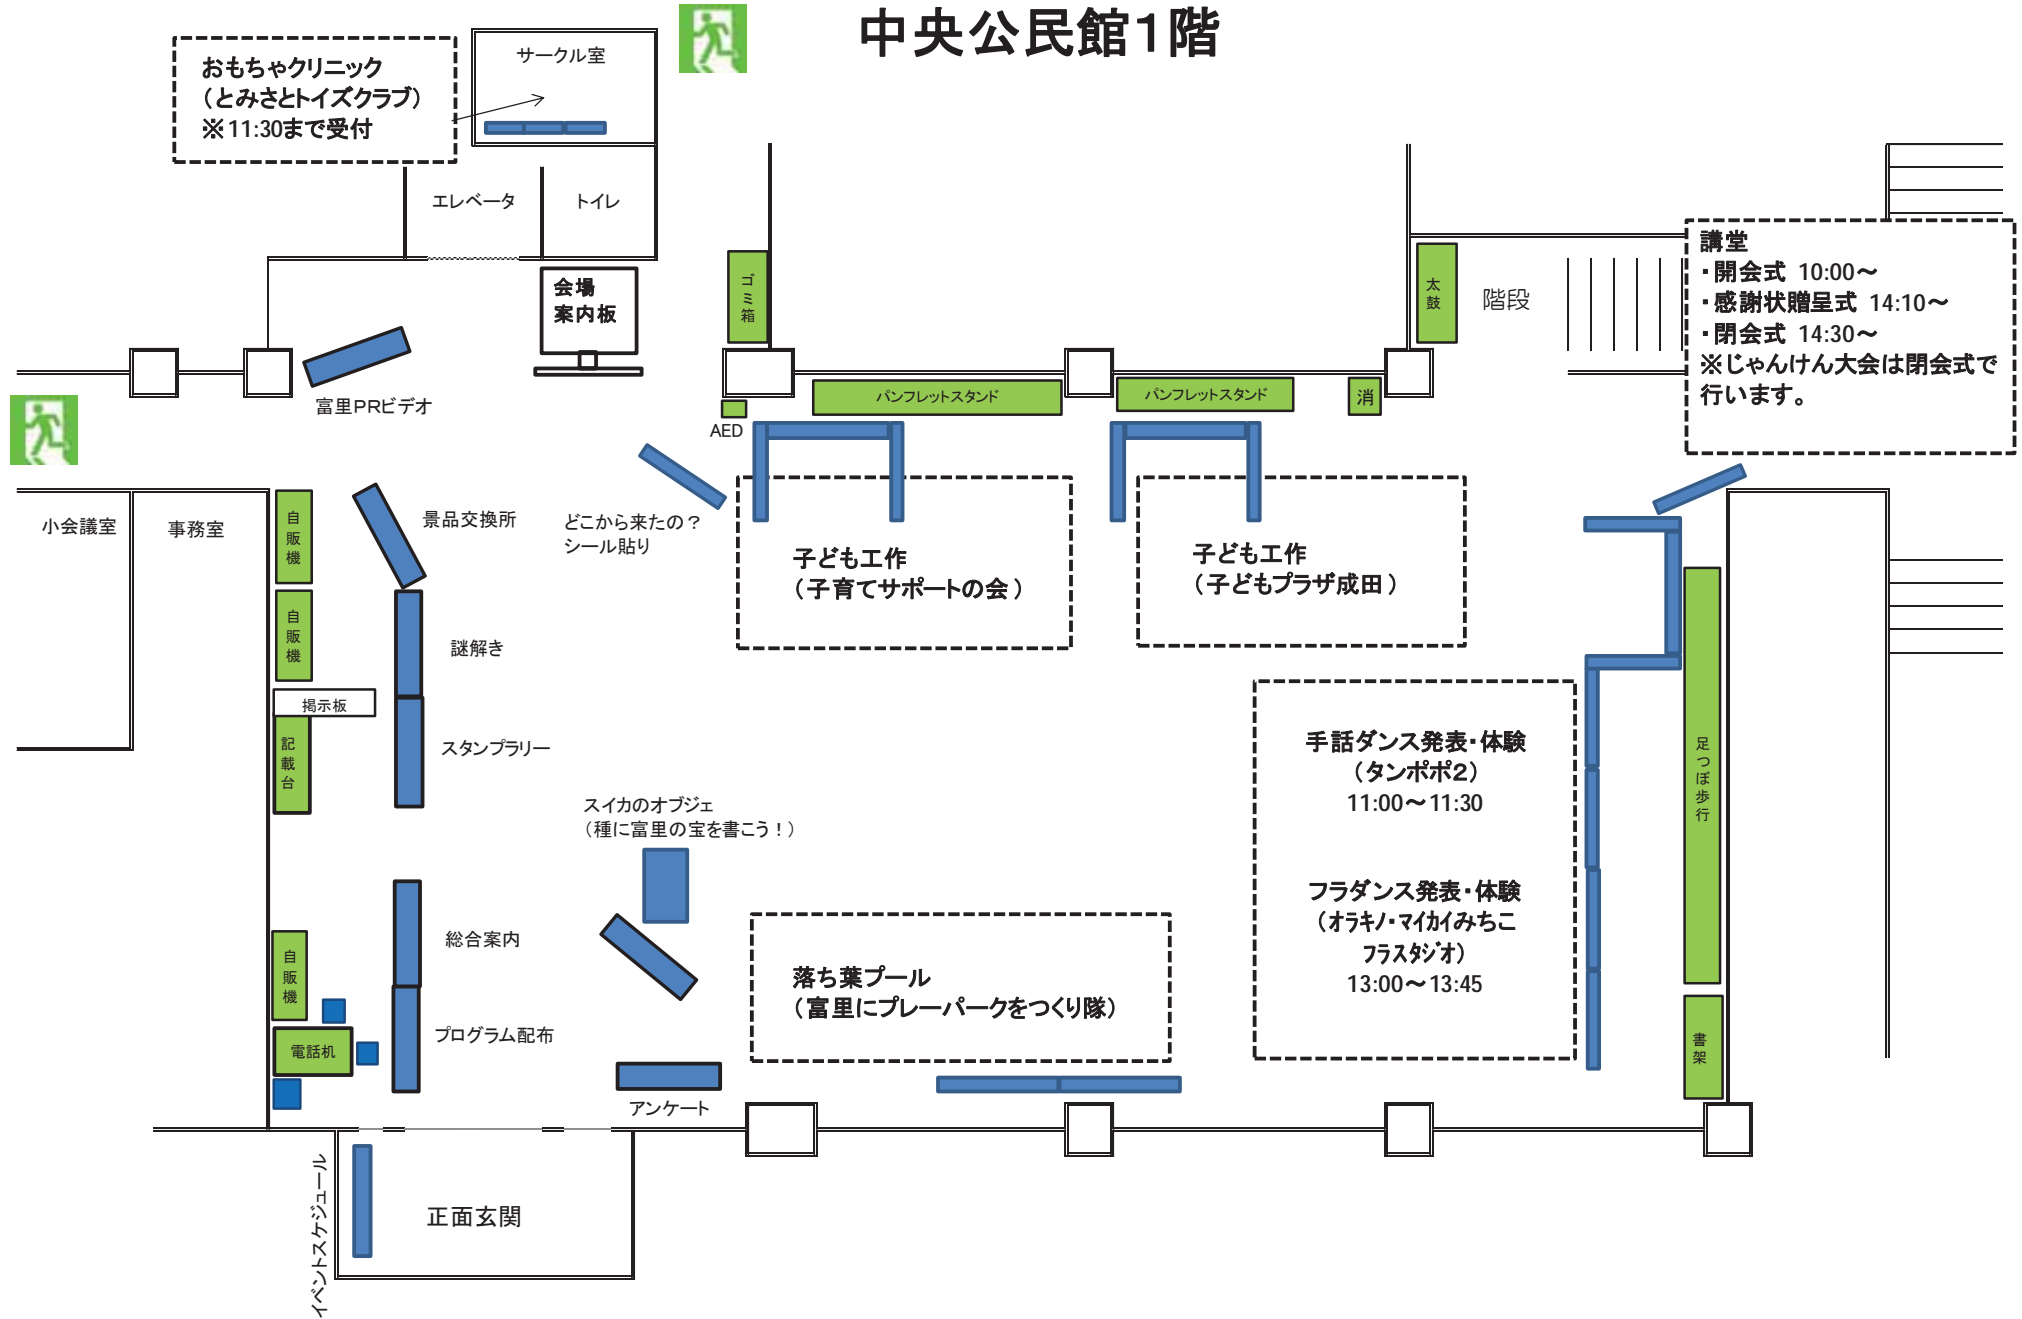 中央公民館1階
おもちゃクリニック
（とみさとトイズクラブ）
※11:30まで受付
サークル室
エレベータ
トイレ
会場
案内板
ゴミ箱
太鼓
階段
講堂
・開会式 10:00～
・感謝状贈呈式 14:10～
・閉会式 14:30～
※じゃんけん大会は閉会式で
行います。
富里PRビデオ
AED
パンフレットスタンド
パンフレットスタンド
消
小会議室
事務室
自販機
景品交換所
どこから来たの？
シール貼り
子ども工作
（子育てサポートの会）
子ども工作
（子どもプラザ成田）
自販機
謎解き
掲示板
記載台
スタンプラリー
スイカのオブジェ
（種に富里の宝を書こう！）
手話ダンス発表・体験
（タンポポ2）
11:00～11:30
フラダンス発表・体験
（オラキノ・マイカイみちこ
フラスタジオ）
13:00～13:45
足つぼ歩行
総合案内
自販機
落ち葉プール
（富里にプレーパークをつくり隊）
プログラム配布
電話机
書架
アンケート
イベントスケジュール
正面玄関